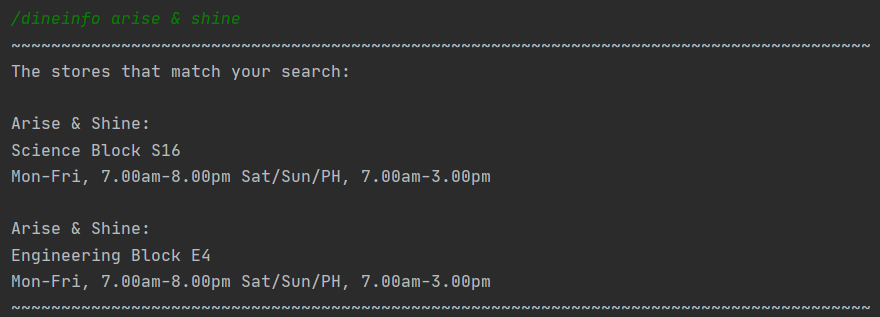 /dineinfo arise & shine
~~~~~~~~~~~~~~~~~~~~~~~~~~~~~~~~~~~~~~~~~~~~~~~~~~~~~~~~~~~~~~~~~~~~~~~~~~~~~~~~~~~~~~
The stores that match your search:

Arise & Shine:
Science Block S16
Mon-Fri, 7.00am-8.00pm Sat/Sun/PH, 7.00am-3.00pm

Arise & Shine:
Engineering Block E4
Mon-Fri, 7.00am-8.00pm Sat/Sun/PH, 7.00am-3.00pm
~~~~~~~~~~~~~~~~~~~~~~~~~~~~~~~~~~~~~~~~~~~~~~~~~~~~~~~~~~~~~~~~~~~~~~~~~~~~~~~~~~~~~~